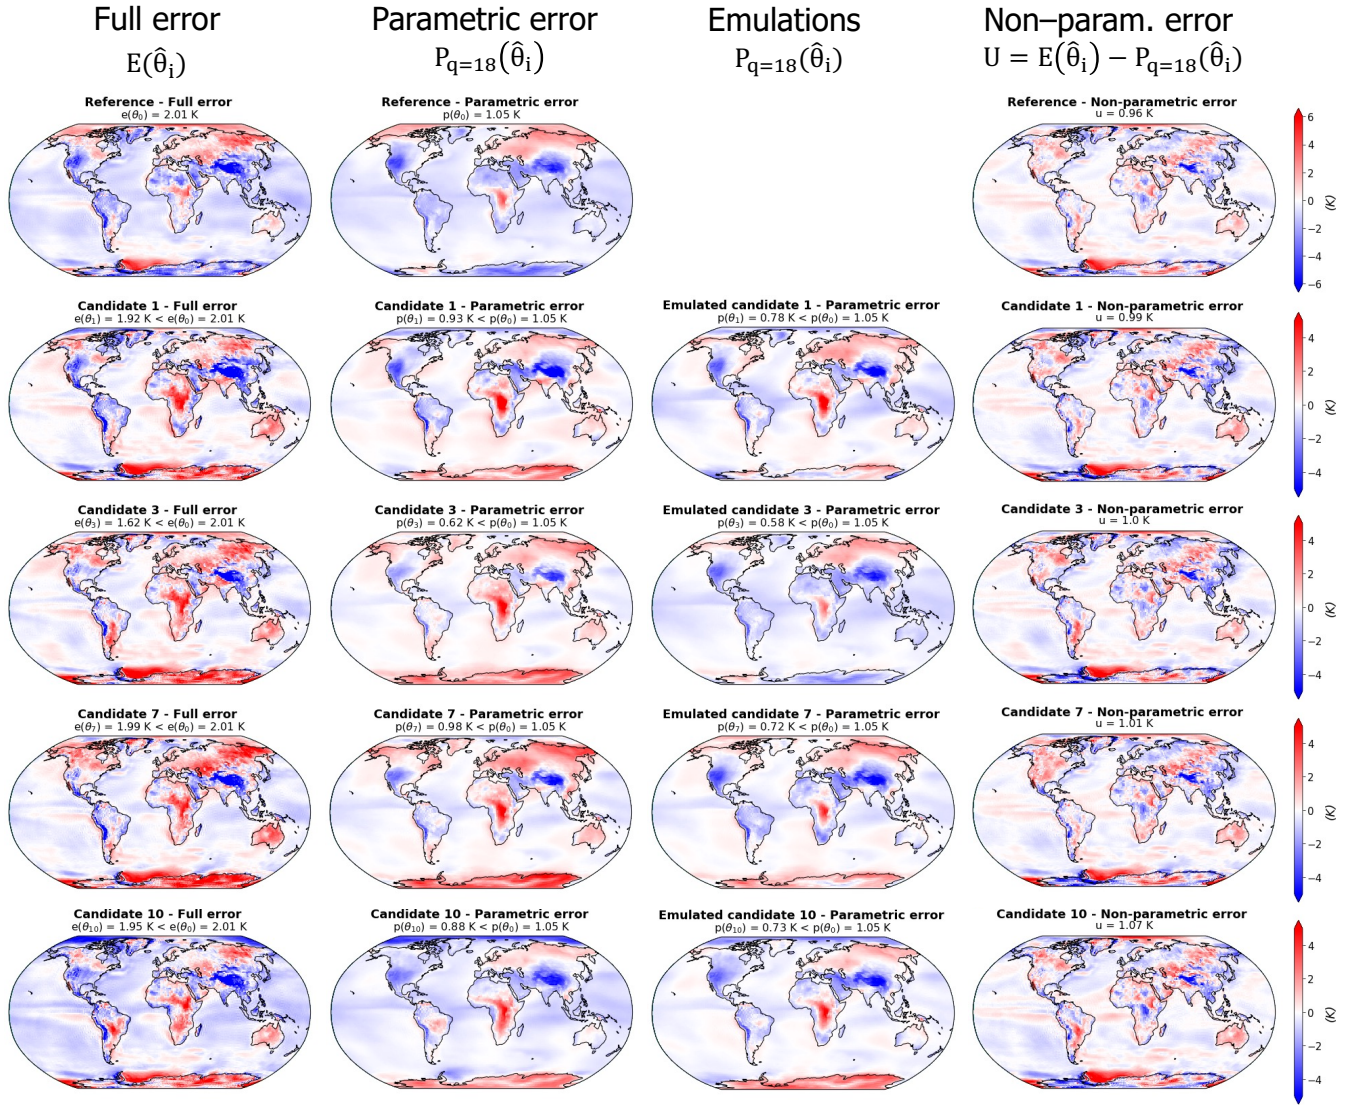 Full error
Parametric error
Emulations
Non–param. error
E(θ̂ᵢ)
P_q=18(θ̂ᵢ)
P_q=18(θ̂ᵢ)
U = E(θ̂ᵢ) − P_q=18(θ̂ᵢ)
Reference - Full error
e(θ₀) = 2.01 K
Reference - Parametric error
p(θ₀) = 1.05 K
Reference - Non-parametric error
u = 0.96 K
6
4
2
0
−2
−4
−6
(K)
Candidate 1 - Full error
e(θ₁) = 1.92 K < e(θ₀) = 2.01 K
Candidate 1 - Parametric error
p(θ₁) = 0.93 K < p(θ₀) = 1.05 K
Emulated candidate 1 - Parametric error
p(θ₁) = 0.78 K < p(θ₀) = 1.05 K
Candidate 1 - Non-parametric error
u = 0.99 K
4
2
0
−2
−4
(K)
Candidate 3 - Full error
e(θ₃) = 1.62 K < e(θ₀) = 2.01 K
Candidate 3 - Parametric error
p(θ₃) = 0.62 K < p(θ₀) = 1.05 K
Emulated candidate 3 - Parametric error
p(θ₃) = 0.58 K < p(θ₀) = 1.05 K
Candidate 3 - Non-parametric error
u = 1.0 K
4
2
0
−2
−4
(K)
Candidate 7 - Full error
e(θ₇) = 1.99 K < e(θ₀) = 2.01 K
Candidate 7 - Parametric error
p(θ₇) = 0.98 K < p(θ₀) = 1.05 K
Emulated candidate 7 - Parametric error
p(θ₇) = 0.72 K < p(θ₀) = 1.05 K
Candidate 7 - Non-parametric error
u = 1.01 K
4
2
0
−2
−4
(K)
Candidate 10 - Full error
e(θ₁₀) = 1.95 K < e(θ₀) = 2.01 K
Candidate 10 - Parametric error
p(θ₁₀) = 0.88 K < p(θ₀) = 1.05 K
Emulated candidate 10 - Parametric error
p(θ₁₀) = 0.73 K < p(θ₀) = 1.05 K
Candidate 10 - Non-parametric error
u = 1.07 K
4
2
0
−2
−4
(K)